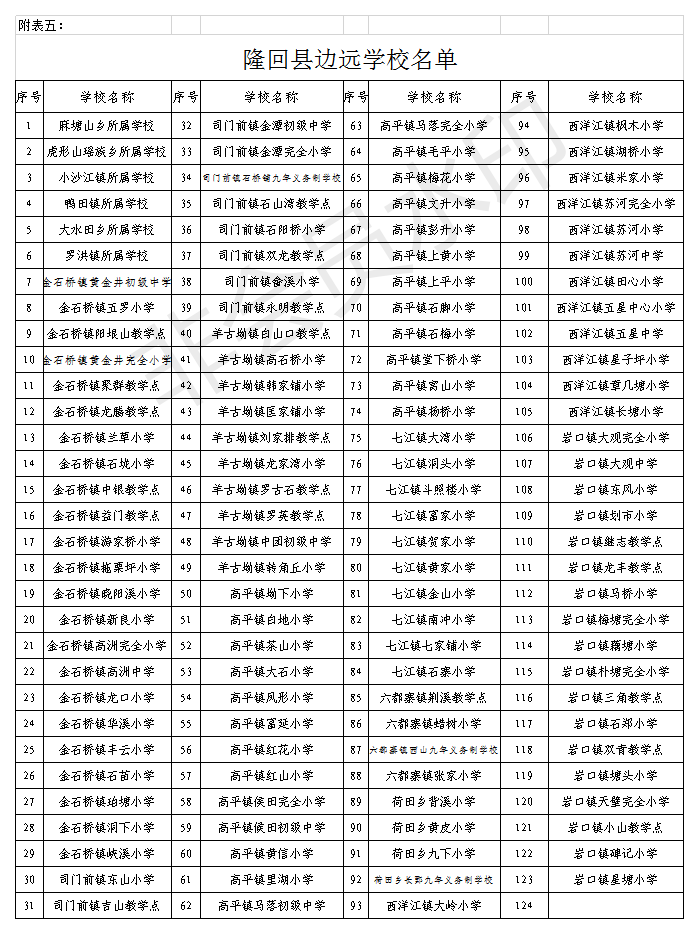 附表五：
隆回县边远学校名单
序号 学校名称 序号 学校名称 序号 学校名称 序号 学校名称
1 麻塘山乡所属学校 32 司门前镇金潭初级中学 63 高平镇马落完全小学 94 西洋江镇枫木小学
2 虎形山瑶族乡所属学校 33 司门前镇金潭完全小学 64 高平镇毛平小学 95 西洋江镇湖桥小学
3 小沙江镇所属学校 34 司门前镇石桥铺九年义务制学校 65 高平镇梅花小学 96 西洋江镇米家小学
4 鸭田镇所属学校 35 司门前镇石山湾教学点 66 高平镇文升小学 97 西洋江镇苏河完全小学
5 大水田乡所属学校 36 司门前镇石阳桥小学 67 高平镇彭升小学 98 西洋江镇苏河小学
6 罗洪镇所属学校 37 司门前镇双龙教学点 68 高平镇上黄小学 99 西洋江镇苏河中学
7 金石桥镇黄金井初级中学 38 司门前镇畲溪小学 69 高平镇上平小学 100 西洋江镇田心小学
8 金石桥镇五罗小学 39 司门前镇永明教学点 70 高平镇石脚小学 101 西洋江镇五星中心小学
9 金石桥镇阳垠山教学点 40 羊古坳镇白山口教学点 71 高平镇石梅小学 102 西洋江镇五星中学
10 金石桥镇黄金井完全小学 41 羊古坳镇高石桥小学 72 高平镇堂下桥小学 103 西洋江镇星子坪小学
11 金石桥镇聚群教学点 42 羊古坳镇韩家铺小学 73 高平镇窝山小学 104 西洋江镇章几塘小学
12 金石桥镇龙腾教学点 43 羊古坳镇匡家铺小学 74 高平镇杨桥小学 105 西洋江镇长塘小学
13 金石桥镇兰草小学 44 羊古坳镇刘家排教学点 75 七江镇大湾小学 106 岩口镇大观完全小学
14 金石桥镇石垅小学 45 羊古坳镇龙家湾小学 76 七江镇洞头小学 107 岩口镇大观中学
15 金石桥镇中银教学点 46 羊古坳镇罗古石教学点 77 七江镇斗照楼小学 108 岩口镇东风小学
16 金石桥镇益门教学点 47 羊古坳镇罗英教学点 78 七江镇富家小学 109 岩口镇划市小学
17 金石桥镇游家桥小学 48 羊古坳镇中团初级中学 79 七江镇贺家小学 110 岩口镇继志教学点
18 金石桥镇拖栗坪小学 49 羊古坳镇转角丘小学 80 七江镇黄家小学 111 岩口镇龙丰教学点
19 金石桥镇晓阳溪小学 50 高平镇坳下小学 81 七江镇金山小学 112 岩口镇马桥小学
20 金石桥镇新良小学 51 高平镇白地小学 82 七江镇南冲小学 113 岩口镇梅塘完全小学
21 金石桥镇高洲完全小学 52 高平镇茶山小学 83 七江镇七家铺小学 114 岩口镇藕塘小学
22 金石桥镇高洲中学 53 高平镇大石小学 84 七江镇石寨小学 115 岩口镇朴塘完全小学
23 金石桥镇龙口小学 54 高平镇凤形小学 85 六都寨镇荆溪教学点 116 岩口镇三角教学点
24 金石桥镇华溪小学 55 高平镇富延小学 86 六都寨镇蜡树小学 117 岩口镇石郑小学
25 金石桥镇丰云小学 56 高平镇红花小学 87 六都寨镇西山九年义务制学校 118 岩口镇双青教学点
26 金石桥镇石苗小学 57 高平镇红山小学 88 六都寨镇张家小学 119 岩口镇塘头小学
27 金石桥镇珀塘小学 58 高平镇侯田完全小学 89 荷田乡背溪小学 120 岩口镇天壁完全小学
28 金石桥镇洞下小学 59 高平镇侯田初级中学 90 荷田乡黄皮小学 121 岩口镇小山教学点
29 金石桥镇峡溪小学 60 高平镇黄信小学 91 荷田乡九下小学 122 岩口镇碑记小学
30 司门前镇东山小学 61 高平镇里湖小学 92 荷田乡长鄄九年义务制学校 123 岩口镇星塘小学
31 司门前镇吉山教学点 62 高平镇马落初级中学 93 西洋江镇大岭小学 124
非会员水印